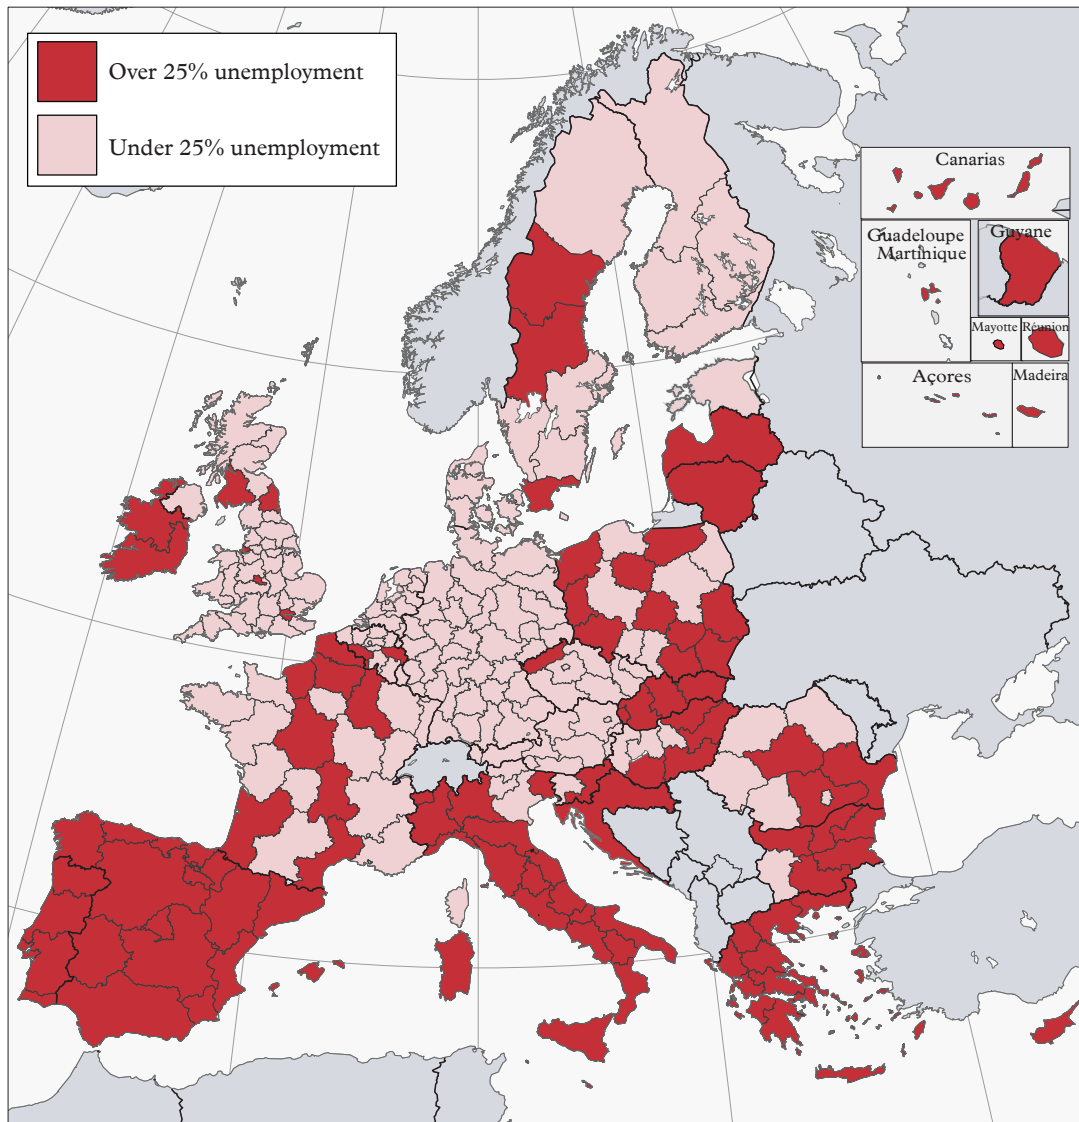 Over 25% unemployment
Under 25% unemployment
Canarias
Guadeloupe
Martinique
Guyane
Mayotte
Réunion
Açores
Madeira